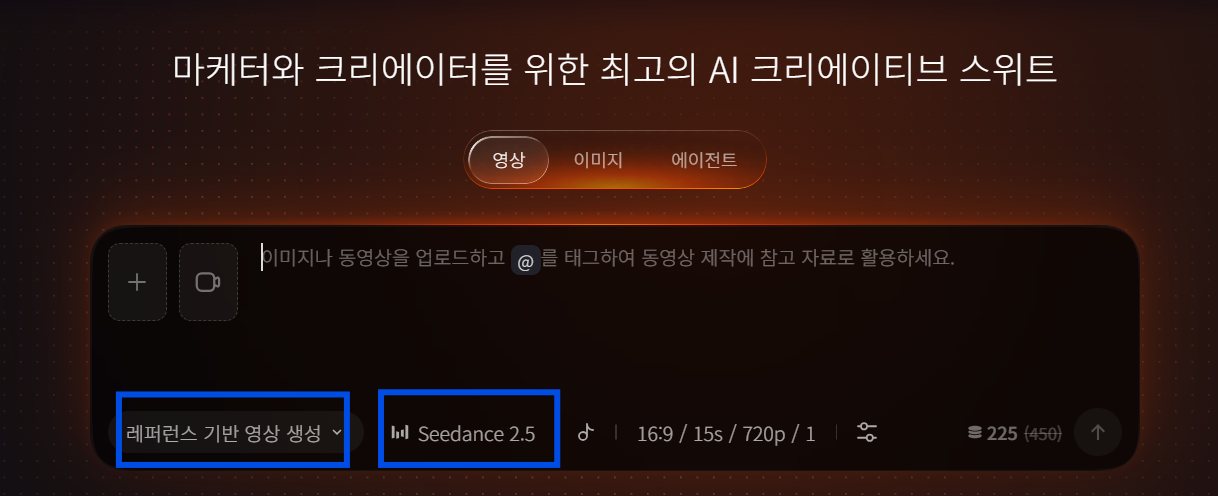 마케터와 크리에이터를 위한 최고의 AI 크리에이티브 스위트
영상 이미지 에이전트
이미지나 동영상을 업로드하고 @를 태그하여 동영상 제작에 참고 자료로 활용하세요.
레퍼런스 기반 영상 생성 Seedance 2.5 16:9 / 15s / 720p / 1 225 (450)